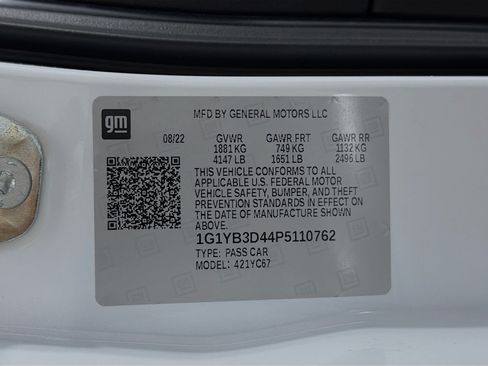 gm
MFD BY GENERAL MOTORS LLC
08/22 GVWR GAWR FRT GAWR RR
1881 KG 749 KG 1132 KG
4147 LB 1651 LB 2496 LB
THIS VEHICLE CONFORMS TO ALL
APPLICABLE U.S. FEDERAL MOTOR
VEHICLE SAFETY, BUMPER, AND THEFT
PREVENTION STANDARDS IN EFFECT ON
THE DATE OF MANUFACTURE SHOWN
ABOVE.
1G1YB3D44P5110762
TYPE: PASS CAR
MODEL: 421YC67